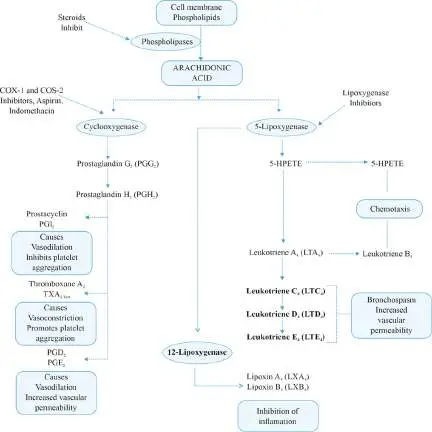 Cell membrane
Phospholipids
Steroids
Inhibit
Phospholipases
ARACHIDONIC
ACID
COX-1 and COS-2
Inhibitors, Aspirin,
Indomethacin
Lipoxygenase
Inhibitors
Cyclooxygenase
5-Lipoxygenase
Prostaglandin G₂ (PGG₂)
5-HPETE
5-HPETE
Prostaglandin H₂ (PGH₂)
Chemotaxis
Prostacyclin
PGI₂
Causes
Vasodilation
Inhibits platelet
aggregation
Leukotriene A₄ (LTA₄)
Leukotriene B₄
Thromboxane A₂
Causes
Vasoconstriction
Promotes platelet
aggregation
Leukotriene C₄ (LTC₄)
Leukotriene D₄ (LTD₄)
Leukotriene E₄ (LTE₄)
Bronchospasn
Increased
vascular
permeability
PGD₂
PGE₂
Causes
Vasodilation
Increased vascular
permeability
12-Lipoxygenase
Lipoxin A₄ (LXA₄)
Lipoxin B₄ (LXB₄)
Inhibition of
inflamation